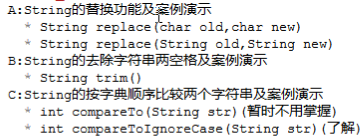 A:String的替换功能及案例演示
* String replace(char old,char new)
* String replace(String old,String new)
B:String的去除字符串两空格及案例演示
* String trim()
C:String的按字典顺序比较两个字符串及案例演示
* int compareTo(String str)(暂时不用掌握)
* int compareToIgnoreCase(String str)(了解)